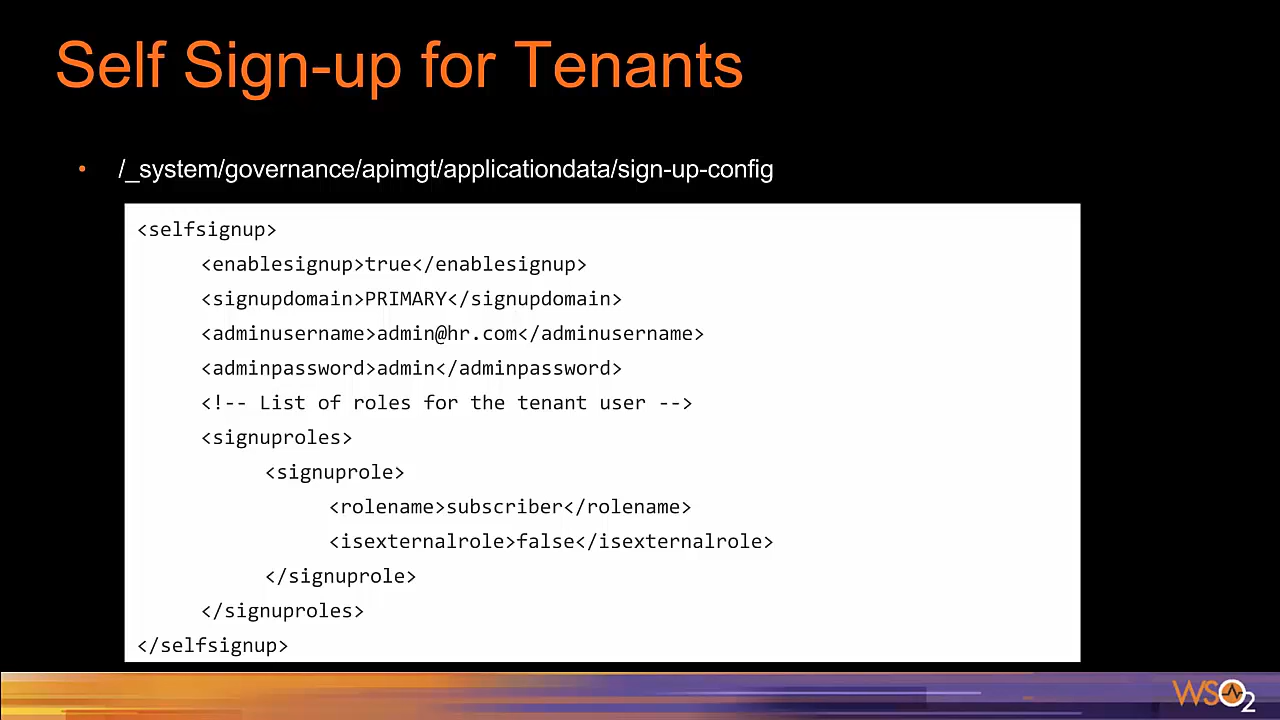 Self Sign-up for Tenants
• /_system/governance/apimgt/applicationdata/sign-up-config
<selfsignup>
<enablesignup>true</enablesignup>
<signupdomain>PRIMARY</signupdomain>
<adminusername>admin@hr.com</adminusername>
<adminpassword>admin</adminpassword>
<!-- List of roles for the tenant user -->
<signuproles>
<signuprole>
<rolename>subscriber</rolename>
<isexternalrole>false</isexternalrole>
</signuprole>
</signuproles>
</selfsignup>
WSO2